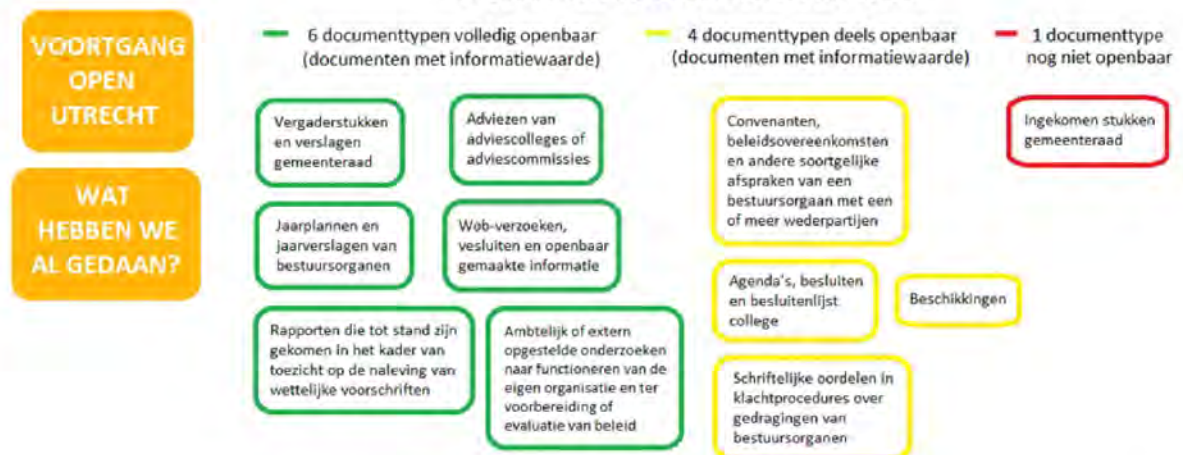 VOORTGANG
OPEN
UTRECHT
WAT
HEBBEN WE
AL GEDAAN?
6 documenttypen volledig openbaar
(documenten met informatiewaarde)
Vergaderstukken
en verslagen
gemeenteraad
Adviezen van
adviescolleges of
adviescommissies
Jaarplannen en
jaarverslagen van
bestuursorganen
Wob-verzoeken,
vesluiten en openbaar
gemaakte informatie
Rapporten die tot stand zijn
gekomen in het kader van
toezicht op de naleving van
wettelijke voorschriften
Ambtelijk of extern
opgestelde onderzoeken
naar functioneren van de
eigen organisatie en ter
voorbereiding of
evaluatie van beleid
4 documenttypen deels openbaar
(documenten met informatiewaarde)
Convenanten,
beleidsovereenkomsten
en andere soortgelijke
afspraken van een
bestuursorgaan met een
of meer wederpartijen
Agenda's, besluiten
en besluitenlijst
college
Beschikkingen
Schriftelijke oordelen in
klachtprocedures over
gedragingen van
bestuursorganen
1 documenttype
nog niet openbaar
Ingekomen stukken
gemeenteraad